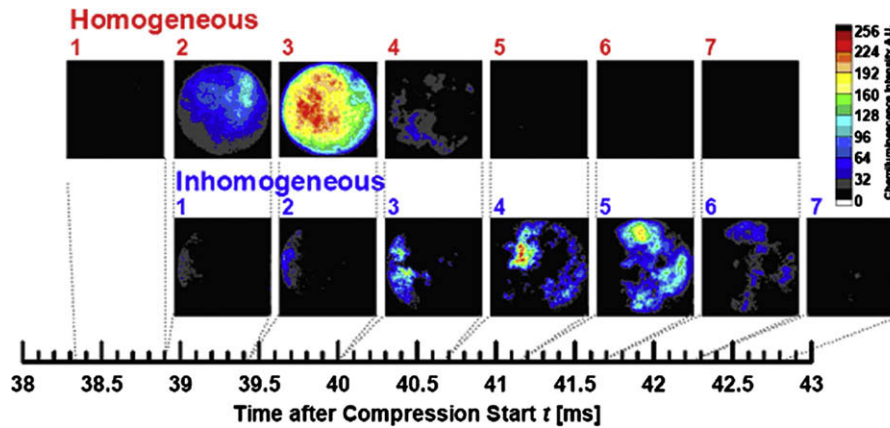 Homogeneous
1 2 3 4 5 6 7
256
224
192
160
128
96
64
32
0
Chemiluminescence Intensity A.U.
Inhomogeneous
1 2 3 4 5 6 7
38 38.5 39 39.5 40 40.5 41 41.5 42 42.5 43
Time after Compression Start t [ms]